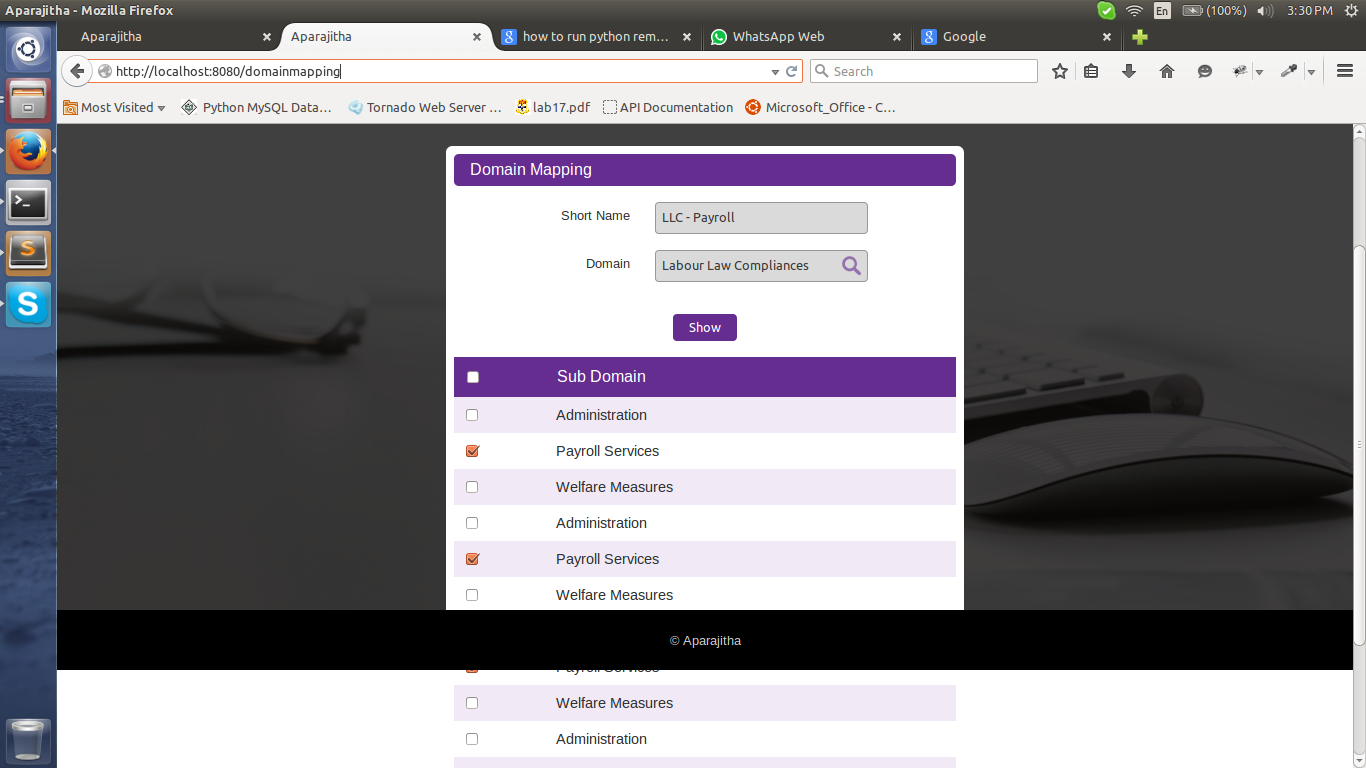 Aparajitha - Mozilla Firefox En (100%) 3:30 PM
Aparajitha Aparajitha how to run python rem... WhatsApp Web Google
http://localhost:8080/domainmapping Search
Most Visited Python MySQL Data... Tornado Web Server ... lab17.pdf API Documentation Microsoft_Office - C...
Domain Mapping
Short Name LLC - Payroll
Domain Labour Law Compliances
Show
Sub Domain
Administration
Payroll Services
Welfare Measures
Administration
Payroll Services
Welfare Measures
© Aparajitha
Payroll Services
Welfare Measures
Administration